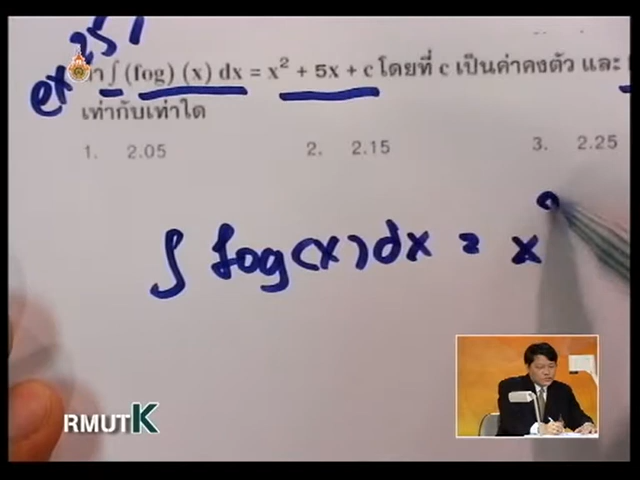 ex 257
ถ้า ∫ (fog) (x) dx = x² + 5x + c โดยที่ c เป็นค่าคงตัว และ
เท่ากับเท่าใด
1. 2.05 2. 2.15 3. 2.25
∫ fog(x)dx = x
RMUTK